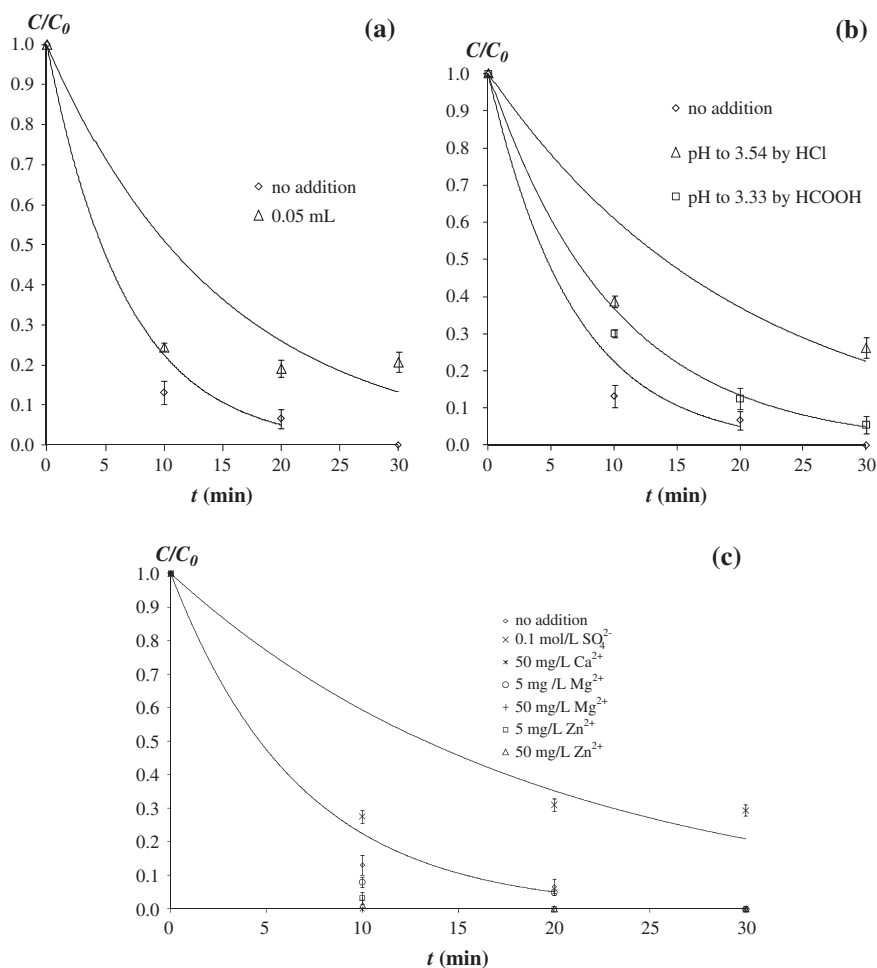 C/C₀
(a)
1.0
0.9
0.8
0.7
0.6
0.5
0.4
0.3
0.2
0.1
0.0
0
5
10
15
20
25
30
t (min)
◇ no addition
△ 0.05 mL
C/C₀
(b)
1.0
0.9
0.8
0.7
0.6
0.5
0.4
0.3
0.2
0.1
0.0
0
5
10
15
20
25
30
t (min)
◇ no addition
△ pH to 3.54 by HCl
□ pH to 3.33 by HCOOH
C/C₀
(c)
1.0
0.9
0.8
0.7
0.6
0.5
0.4
0.3
0.2
0.1
0.0
0
5
10
15
20
25
30
t (min)
◇ no addition
× 0.1 mol/L SO₄²⁻
* 50 mg/L Ca²⁺
○ 5 mg /L Mg²⁺
+ 50 mg/L Mg²⁺
□ 5 mg/L Zn²⁺
△ 50 mg/L Zn²⁺